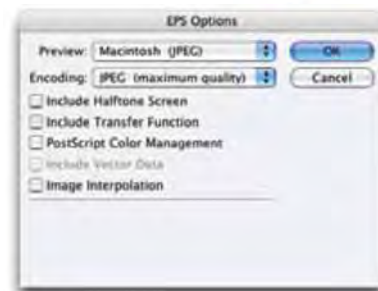 EPS Options
Preview: Macintosh (JPEG) OK
Encoding: JPEG (maximum quality) Cancel
Include Halftone Screen
Include Transfer Function
PostScript Color Management
Include Vector Data
Image Interpolation